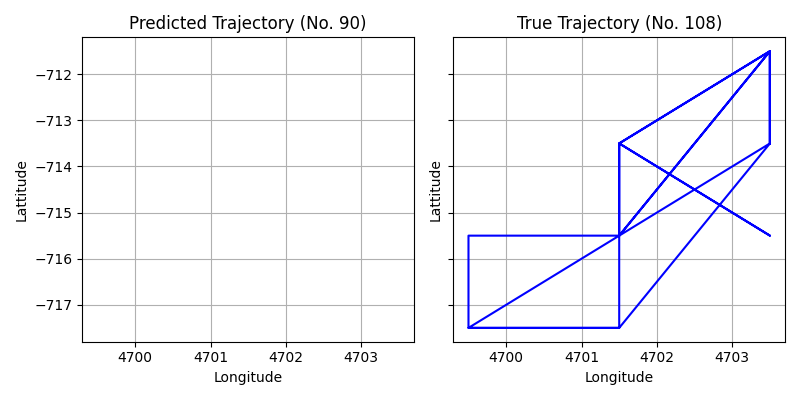 Predicted Trajectory (No. 90)
True Trajectory (No. 108)
−712
−713
−714
−715
−716
−717
Lattitude
Lattitude
4700
4701
4702
4703
4700
4701
4702
4703
Longitude
Longitude